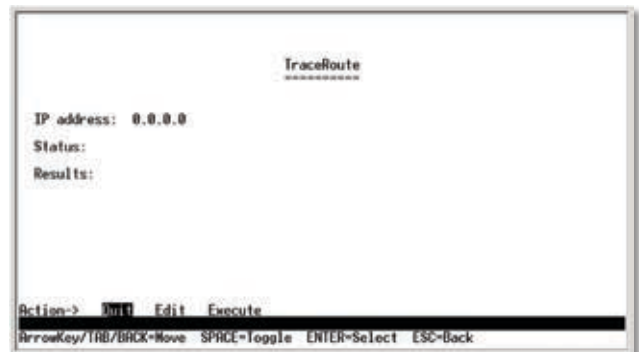 TraceRoute
----------
IP address: 0.0.0.0
Status:
Results:
Action-> Quit Edit Execute
ArrowKey/TAB/BACK=Move SPACE=Toggle ENTER=Select ESC=Back